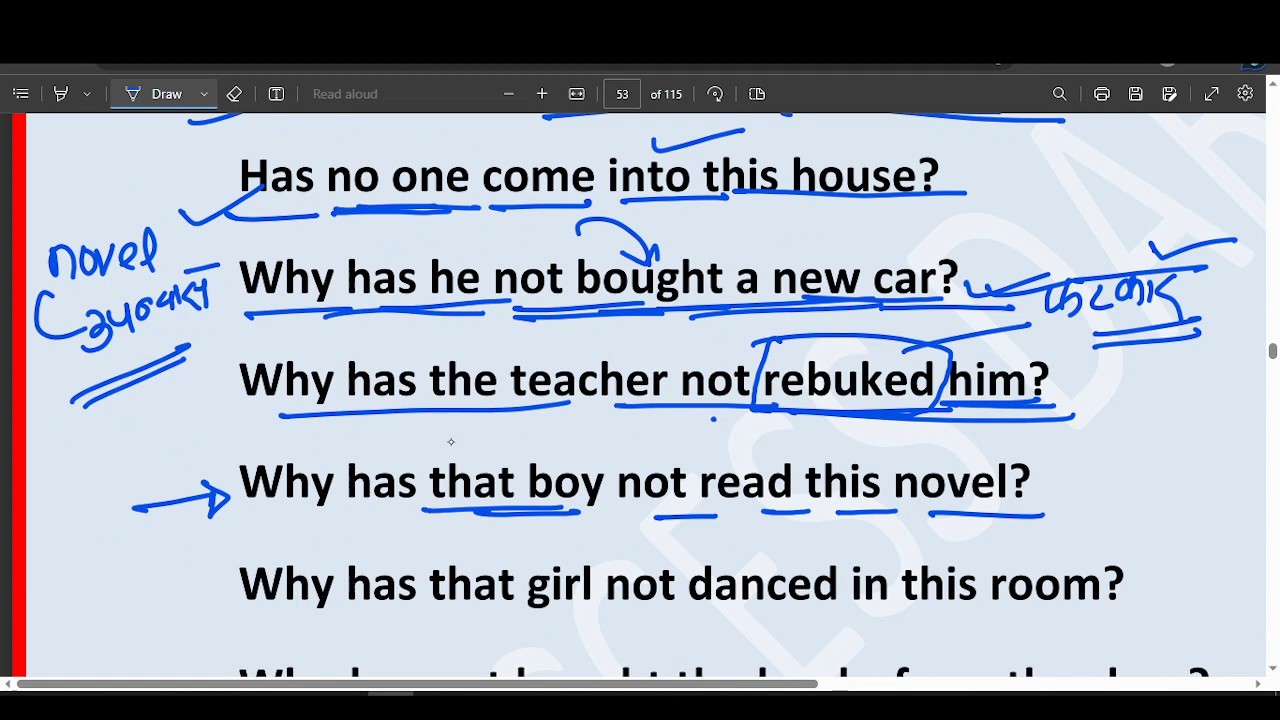 Draw
Read aloud
53 of 115
Has no one come into this house?
novel
Why has he not bought a new car?
Why has the teacher not rebuked him?
Why has that boy not read this novel?
Why has that girl not danced in this room?